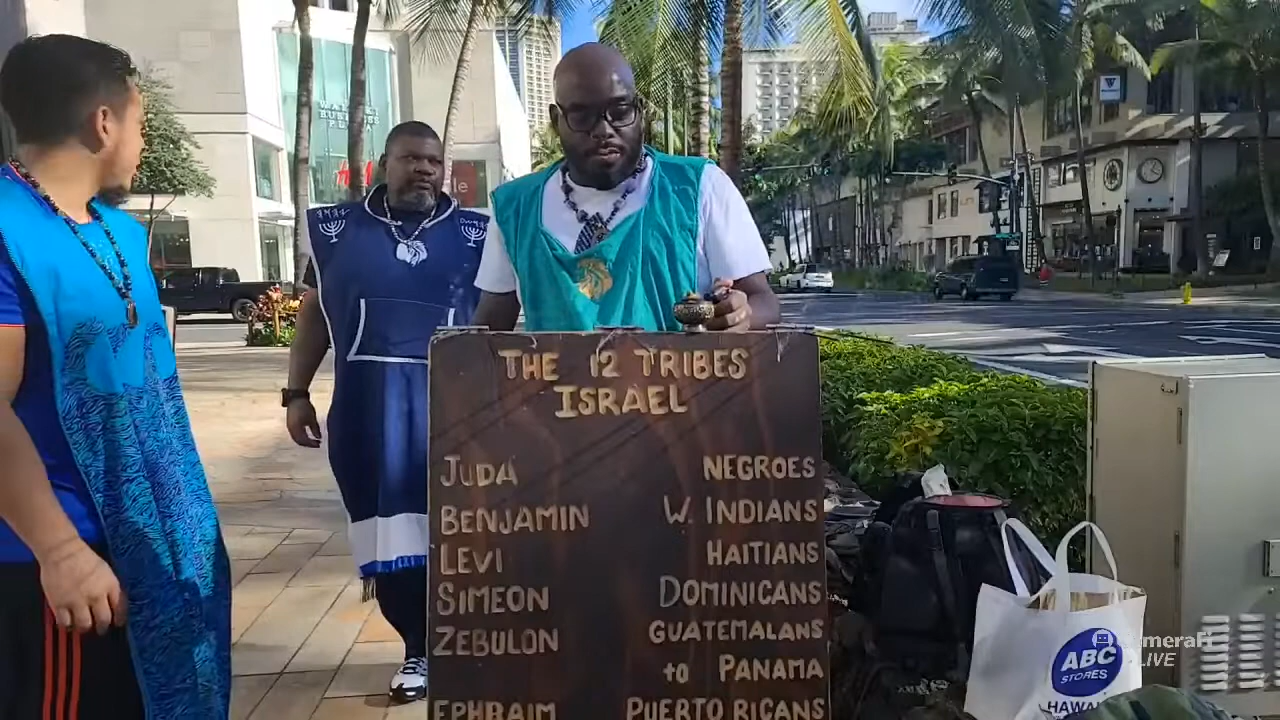 THE 12 TRIBES
ISRAEL
JUDA NEGROES
BENJAMIN W. INDIANS
LEVI HAITIANS
SIMEON DOMINICANS
ZEBULON GUATEMALANS
to PANAMA
EPHRAIM PUERTO RICANS
ABC
STORES
HAWAII
LIVE
H&M